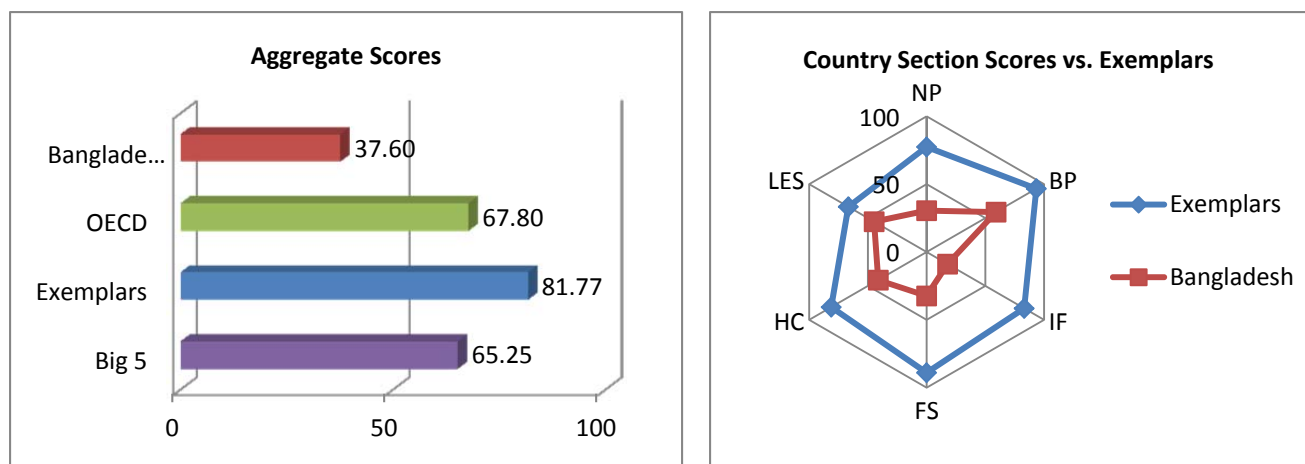 Aggregate Scores
Banglade...
37.60
OECD
67.80
Exemplars
81.77
Big 5
65.25
0 50 100
Country Section Scores vs. Exemplars
NP
100
LES
50
BP
0
HC
IF
FS
Exemplars
Bangladesh